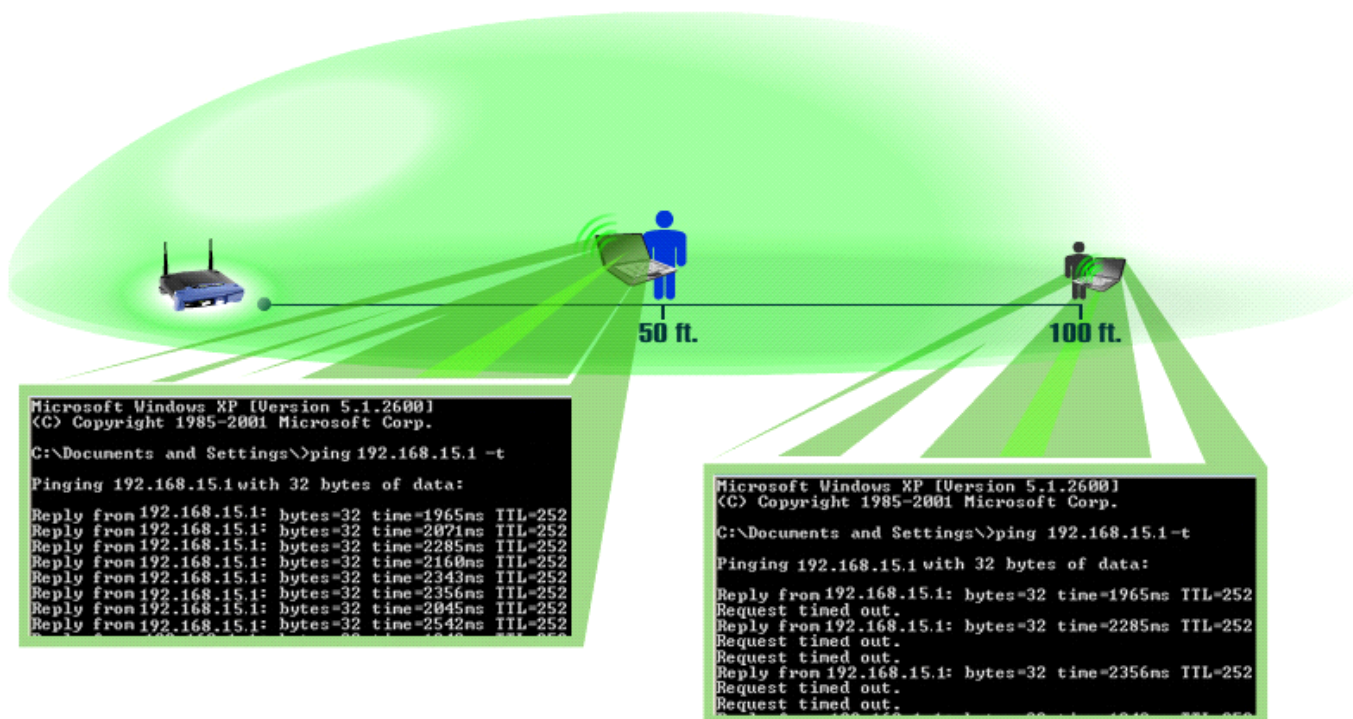 50 ft.
100 ft.
Microsoft Windows XP [Version 5.1.2600]
(C) Copyright 1985-2001 Microsoft Corp.
C:\Documents and Settings\>ping 192.168.15.1 -t
Pinging 192.168.15.1 with 32 bytes of data:
Reply from 192.168.15.1: bytes=32 time=1965ms TTL=252
Reply from 192.168.15.1: bytes=32 time=2071ms TTL=252
Reply from 192.168.15.1: bytes=32 time=2285ms TTL=252
Reply from 192.168.15.1: bytes=32 time=2160ms TTL=252
Reply from 192.168.15.1: bytes=32 time=2343ms TTL=252
Reply from 192.168.15.1: bytes=32 time=2356ms TTL=252
Reply from 192.168.15.1: bytes=32 time=2045ms TTL=252
Reply from 192.168.15.1: bytes=32 time=2542ms TTL=252
Microsoft Windows XP [Version 5.1.2600]
(C) Copyright 1985-2001 Microsoft Corp.
C:\Documents and Settings\>ping 192.168.15.1 -t
Pinging 192.168.15.1 with 32 bytes of data:
Reply from 192.168.15.1: bytes=32 time=1965ms TTL=252
Request timed out.
Reply from 192.168.15.1: bytes=32 time=2285ms TTL=252
Request timed out.
Request timed out.
Reply from 192.168.15.1: bytes=32 time=2356ms TTL=252
Request timed out.
Request timed out.